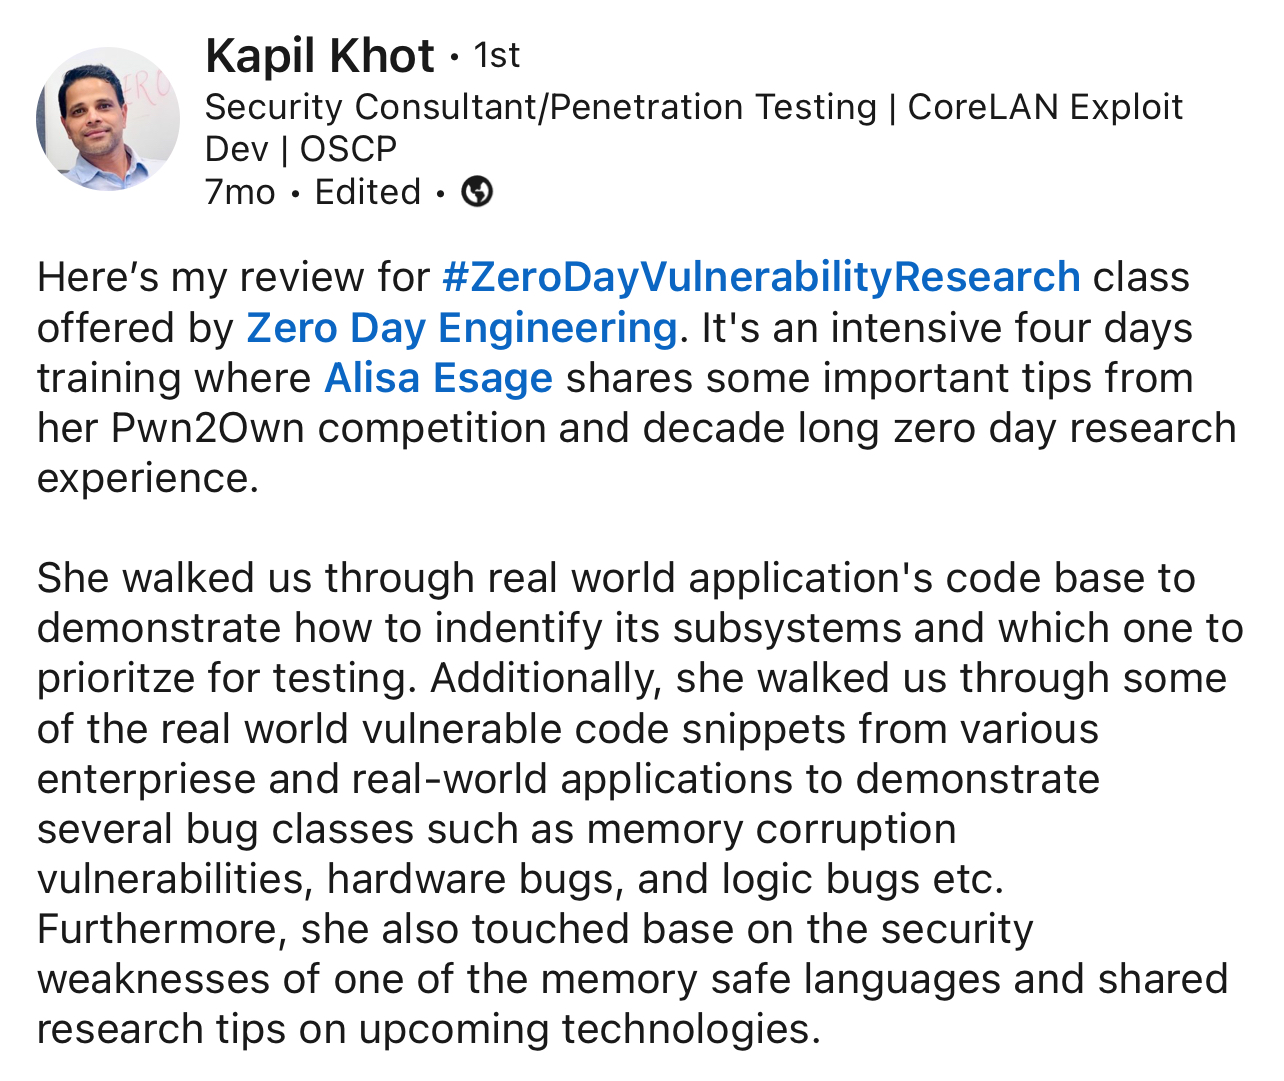 Kapil Khot • 1st
Security Consultant/Penetration Testing | CoreLAN Exploit
Dev | OSCP
7mo • Edited •
ERO
Here’s my review for #ZeroDayVulnerabilityResearch class
offered by Zero Day Engineering. It's an intensive four days
training where Alisa Esage shares some important tips from
her Pwn2Own competition and decade long zero day research
experience.
She walked us through real world application's code base to
demonstrate how to indentify its subsystems and which one to
prioritze for testing. Additionally, she walked us through some
of the real world vulnerable code snippets from various
enterpriese and real-world applications to demonstrate
several bug classes such as memory corruption
vulnerabilities, hardware bugs, and logic bugs etc.
Furthermore, she also touched base on the security
weaknesses of one of the memory safe languages and shared
research tips on upcoming technologies.